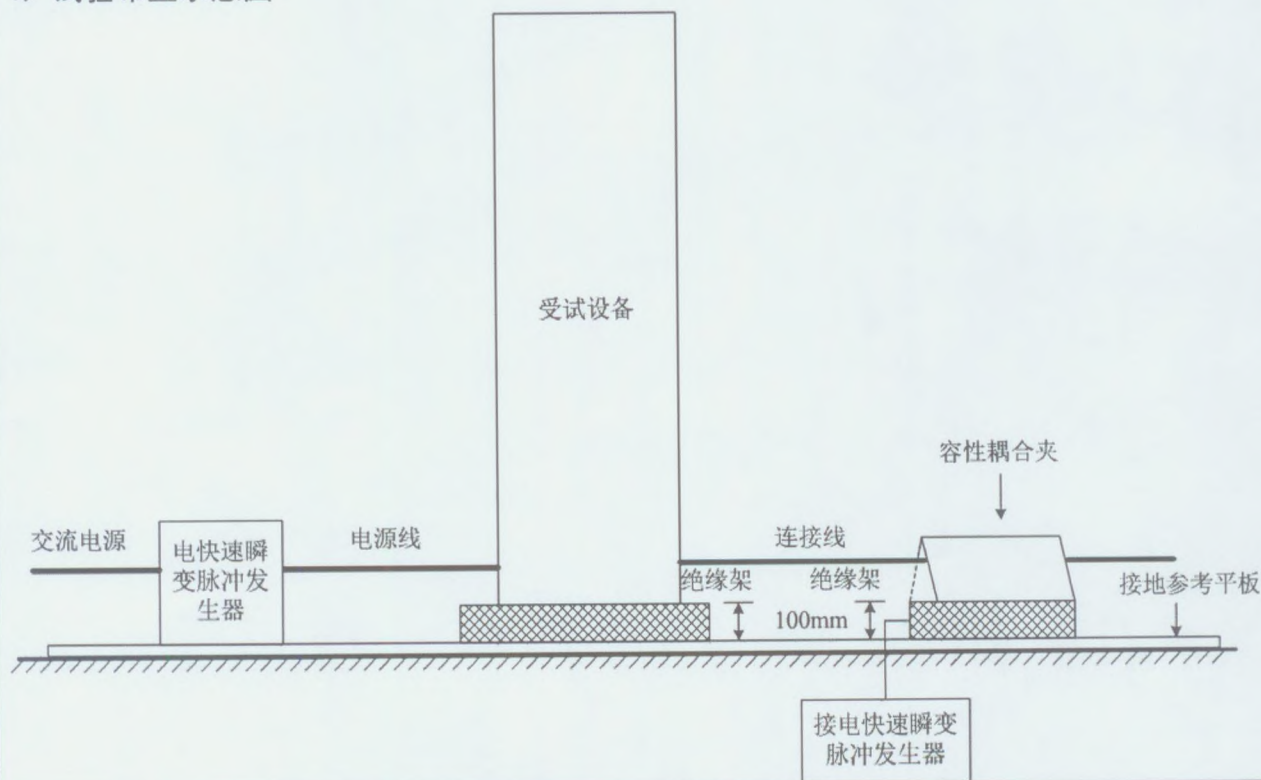 受试设备
容性耦合夹
交流电源
电快速瞬
变脉冲发
生器
电源线
连接线
绝缘架
绝缘架
接地参考平板
100mm
接电快速瞬变
脉冲发生器